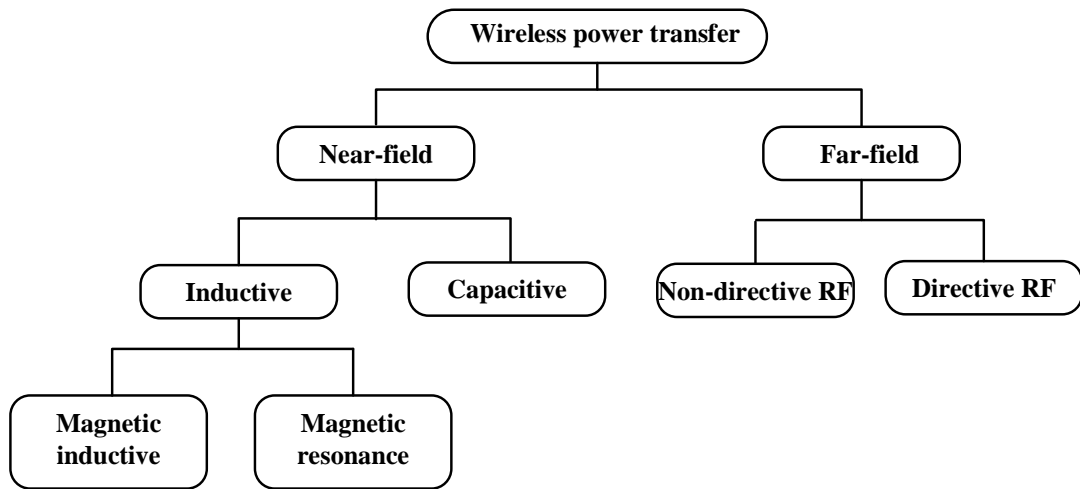 Wireless power transfer
Near-field
Far-field
Inductive
Capacitive
Non-directive RF
Directive RF
Magnetic
inductive
Magnetic
resonance